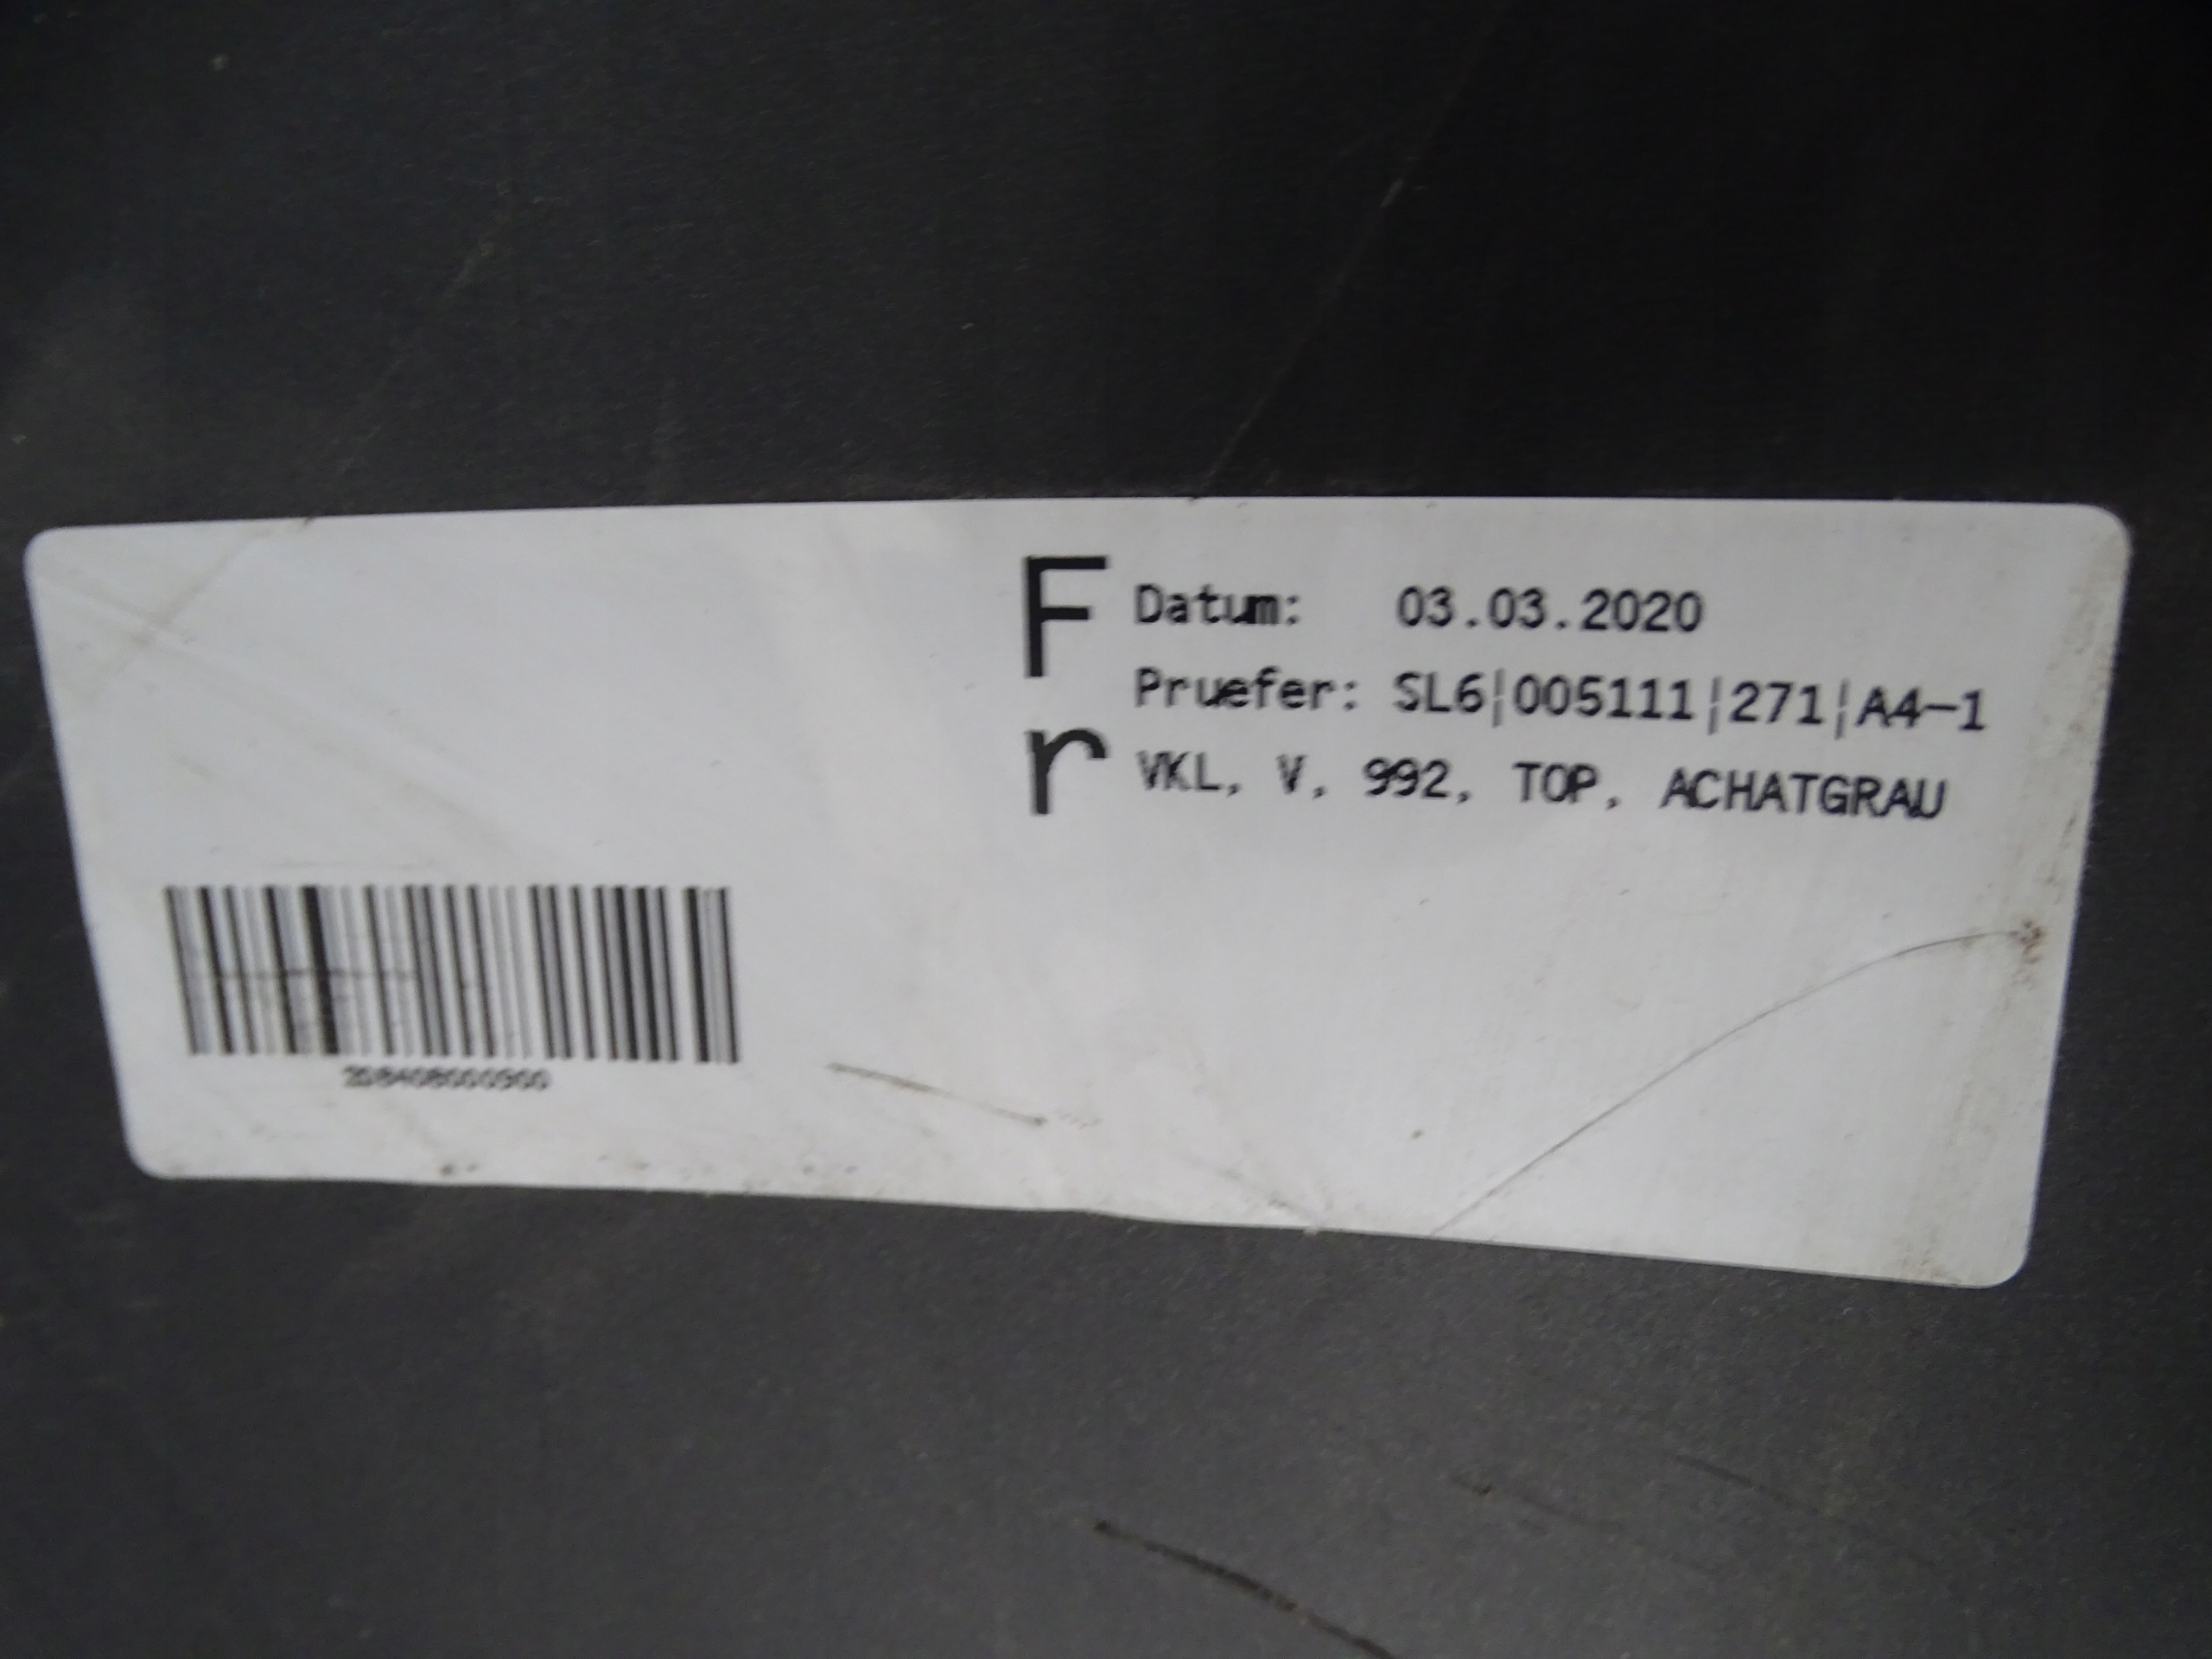 F
r
Datum: 03.03.2020
Pruefer: SL6|005111|271|A4-1
VKL, V, 992, TOP, ACHATGRAU